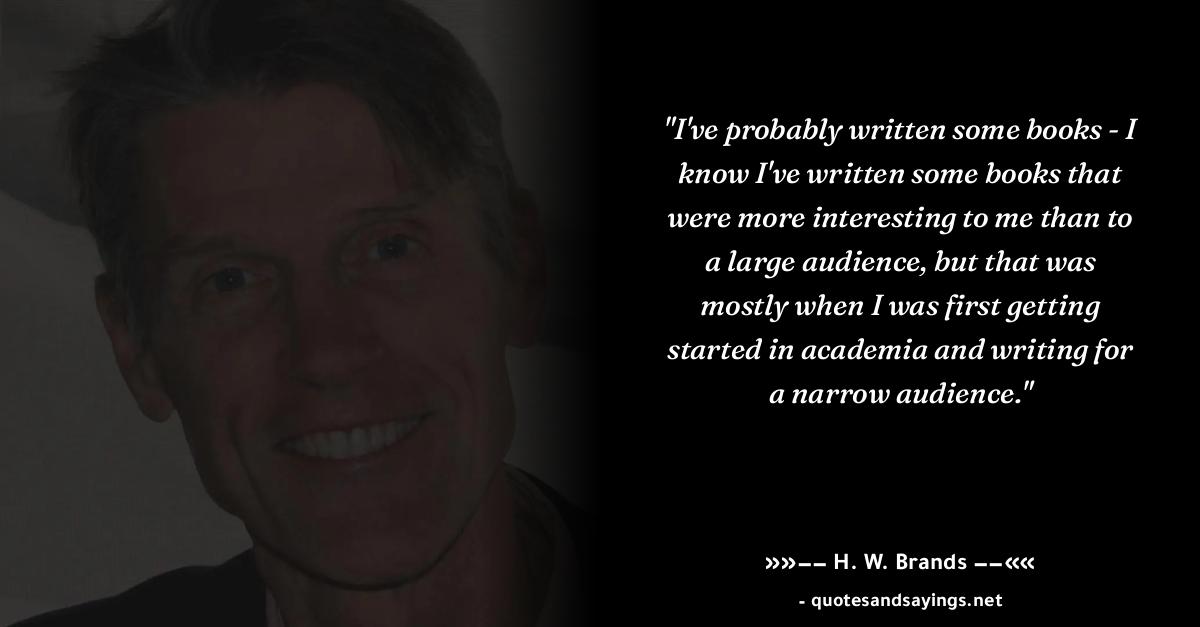 "I've probably written some books - I
know I've written some books that
were more interesting to me than to
a large audience, but that was
mostly when I was first getting
started in academia and writing for
a narrow audience."
»»–– H. W. Brands ––««
- quotesandsayings.net